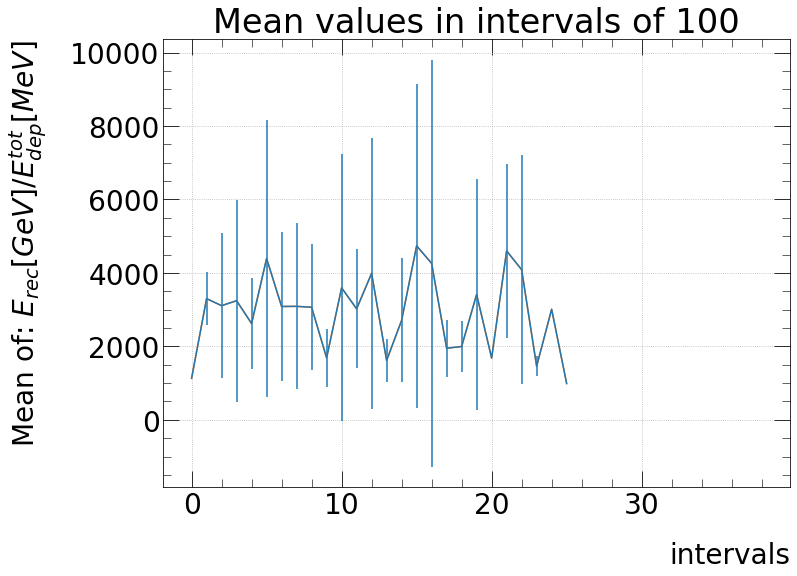 Mean values in intervals of 100
Mean of: E_rec[GeV]/E_dep^tot[MeV]
10000
8000
6000
4000
2000
0
0 10 20 30
intervals